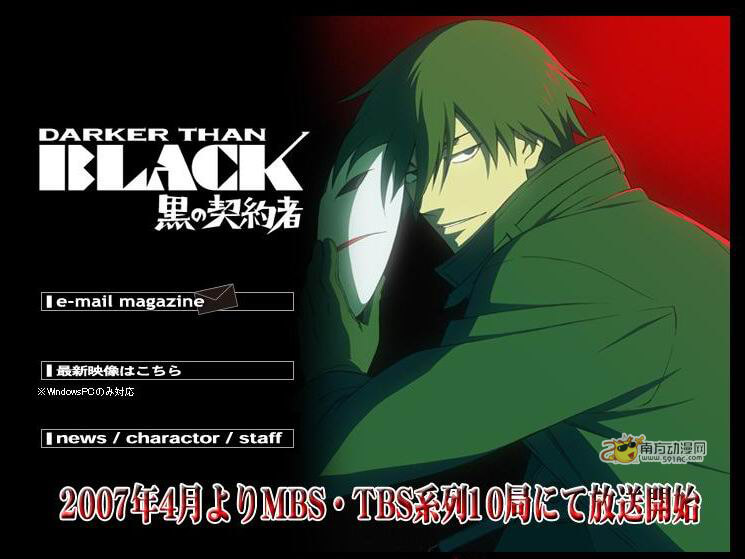 DARKER THAN
BLACK
黒の契約者
e-mail magazine
最新映像はこちら
※WindowsPCのみ対応
news / charactor / staff
南方动漫网
www.591AC.com
2007年4月よりMBS・TBS系列10局にて放送開始